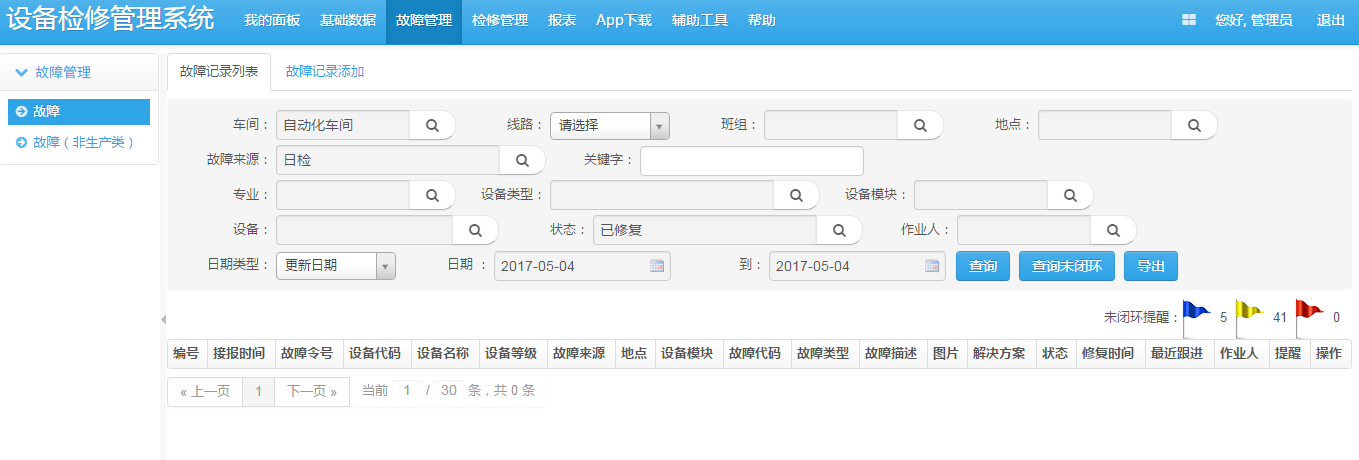 设备检修管理系统 我的面板 基础数据 故障管理 检修管理 报表 App下载 辅助工具 帮助 您好, 管理员 退出
故障管理
故障
故障（非生产类）
故障记录列表 故障记录添加
车间： 自动化车间 线路： 请选择 班组： 地点：
故障来源： 日检 关键字：
专业： 设备类型： 设备模块：
设备： 状态： 已修复 作业人：
日期类型： 更新日期 日期 ： 2017-05-04 到： 2017-05-04 查询 查询未闭环 导出
未闭环提醒： 5 41 0
编号 接报时间 故障令号 设备代码 设备名称 设备等级 故障来源 地点 设备模块 故障代码 故障类型 故障描述 图片 解决方案 状态 修复时间 最近跟进 作业人 提醒 操作
« 上一页 1 下一页 » 当前 1 / 30 条，共 0 条